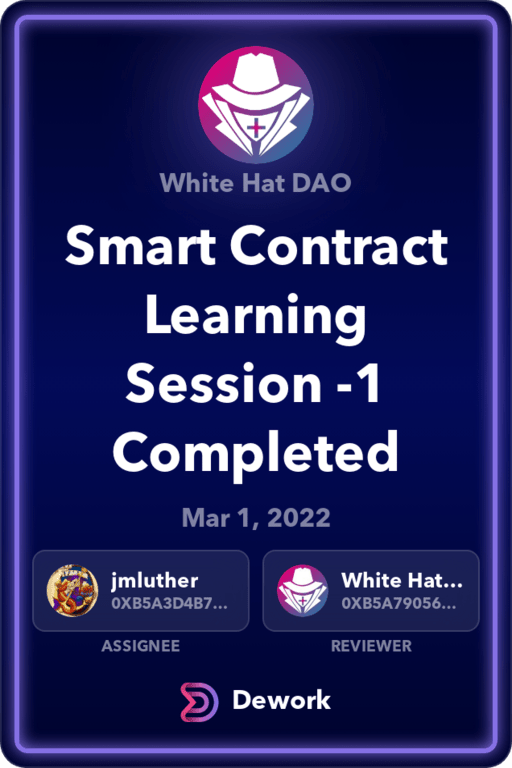 White Hat DAO
Smart Contract
Learning
Session -1
Completed
Mar 1, 2022
jmluther
0XB5A3D4B7...
ASSIGNEE
White Hat...
0XB5A79056...
REVIEWER
Dework